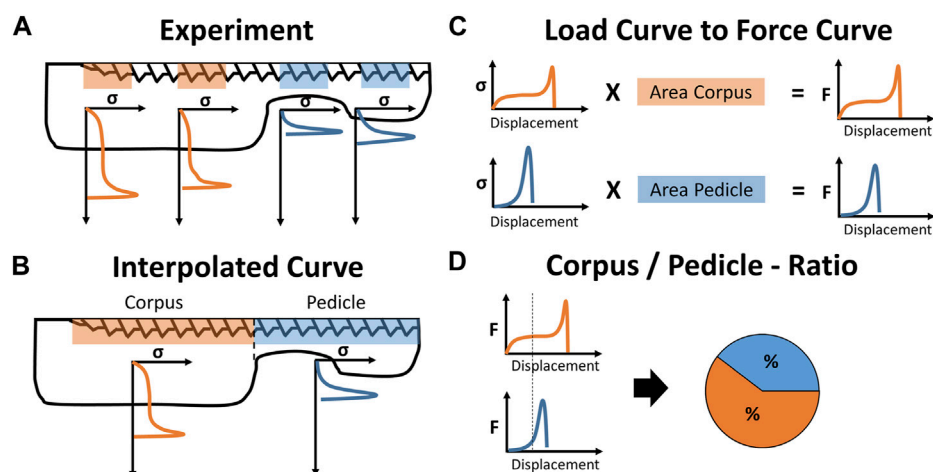 A
Experiment
σ
σ
σ
σ
B
Interpolated Curve
Corpus
Pedicle
σ
σ
C
Load Curve to Force Curve
σ
Displacement
X
Area Corpus
=
F
Displacement
σ
Displacement
X
Area Pedicle
=
F
Displacement
D
Corpus / Pedicle - Ratio
F
Displacement
F
Displacement
%
%